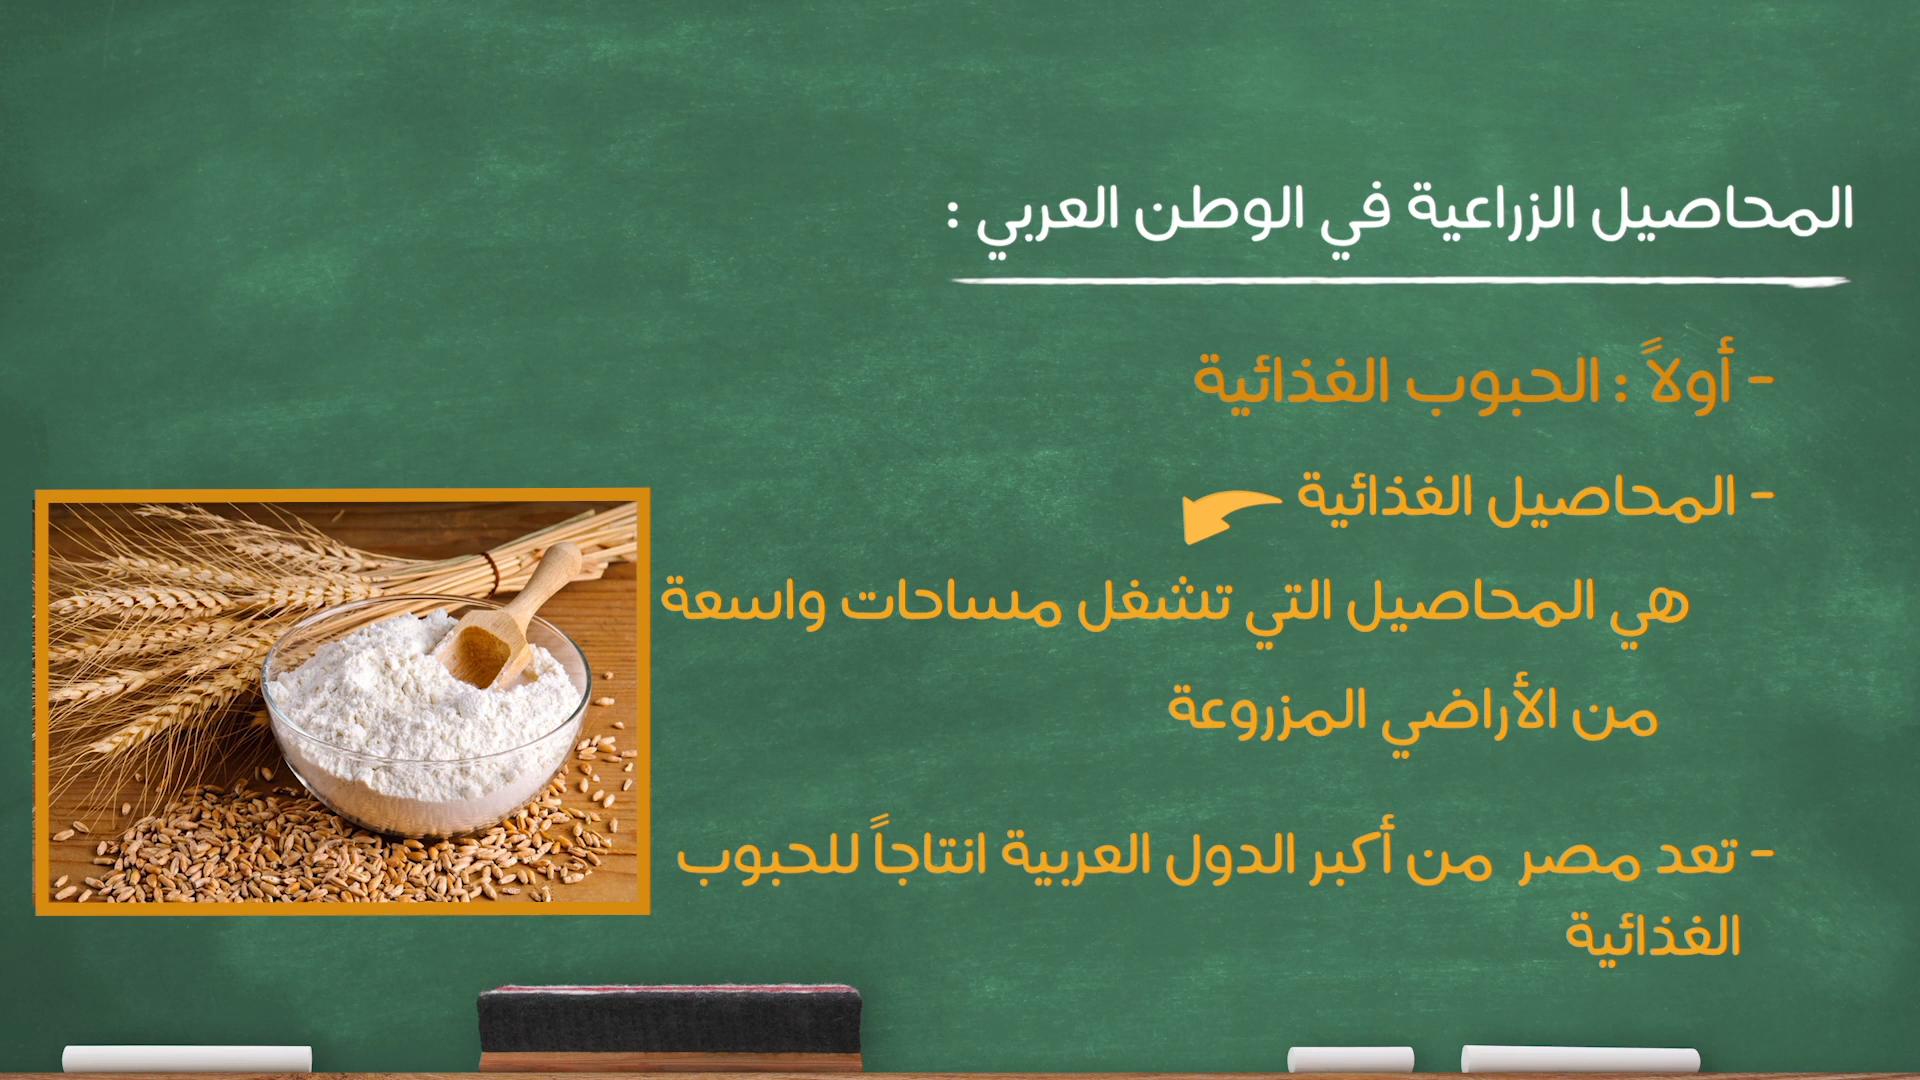 المحاصيل الزراعية في الوطن العربي :
- أولاً : الحبوب الغذائية
- المحاصيل الغذائية
هي المحاصيل التي تشغل مساحات واسعة
من الأراضي المزروعة
- تعد مصر من أكبر الدول العربية انتاجاً للحبوب
الغذائية